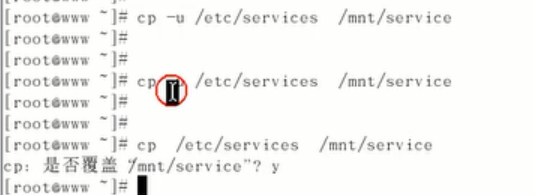 [root@www ~]# cp -u /etc/services  /mnt/service
[root@www ~]#
[root@www ~]#
[root@www ~]# cp /etc/services  /mnt/service
[root@www ~]#
[root@www ~]#
[root@www ~]# cp  /etc/services  /mnt/service
cp: 是否覆盖 "/mnt/service"? y
[root@www ~]#